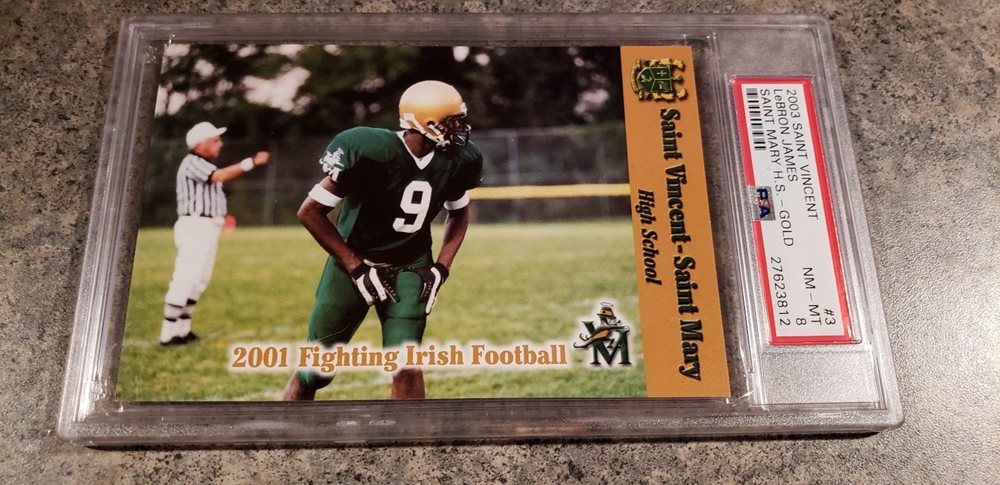 Saint Vincent - Saint Mary
High School
9
2001 Fighting Irish Football
VM
2003 SAINT VINCENT #3
LeBRON JAMES NM - MT
SAINT MARY H.S. - GOLD 8
27623812
PSA